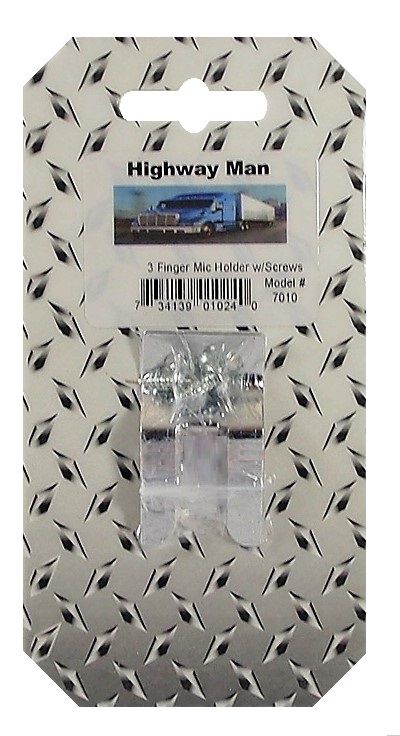 Highway Man
3 Finger Mic Holder w/Screws
Model #
7010
7 34139 01024 0